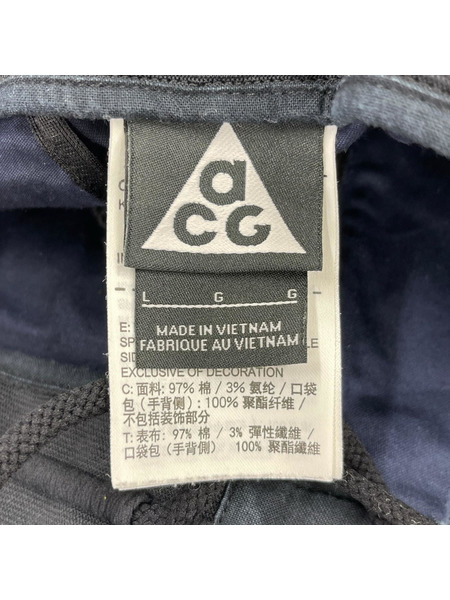 a
CG
L G G
MADE IN VIETNAM
FABRIQUE AU VIETNAM
E:
EXCLUSIVE OF DECORATION
C: 面料: 97% 棉 / 3% 氨纶 / 口袋
包 (手背侧) : 100% 聚酯纤维 /
不包括装饰部分
T: 表布: 97% 棉 / 3% 彈性纖維 /
口袋包 (手背側) 100% 聚酯纖維